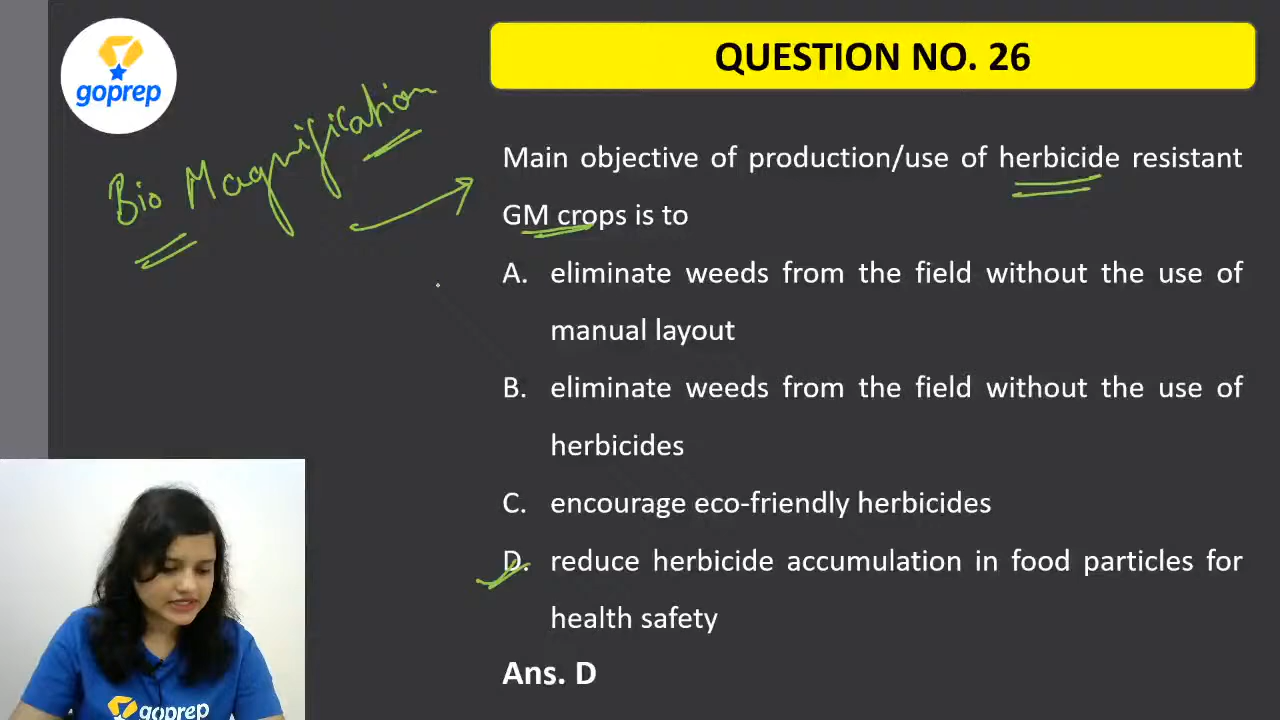 goprep
QUESTION NO. 26
Bio Magnification
Main objective of production/use of herbicide resistant
GM crops is to
A. eliminate weeds from the field without the use of
manual layout
B. eliminate weeds from the field without the use of
herbicides
C. encourage eco-friendly herbicides
D. reduce herbicide accumulation in food particles for
health safety
Ans. D
goprep